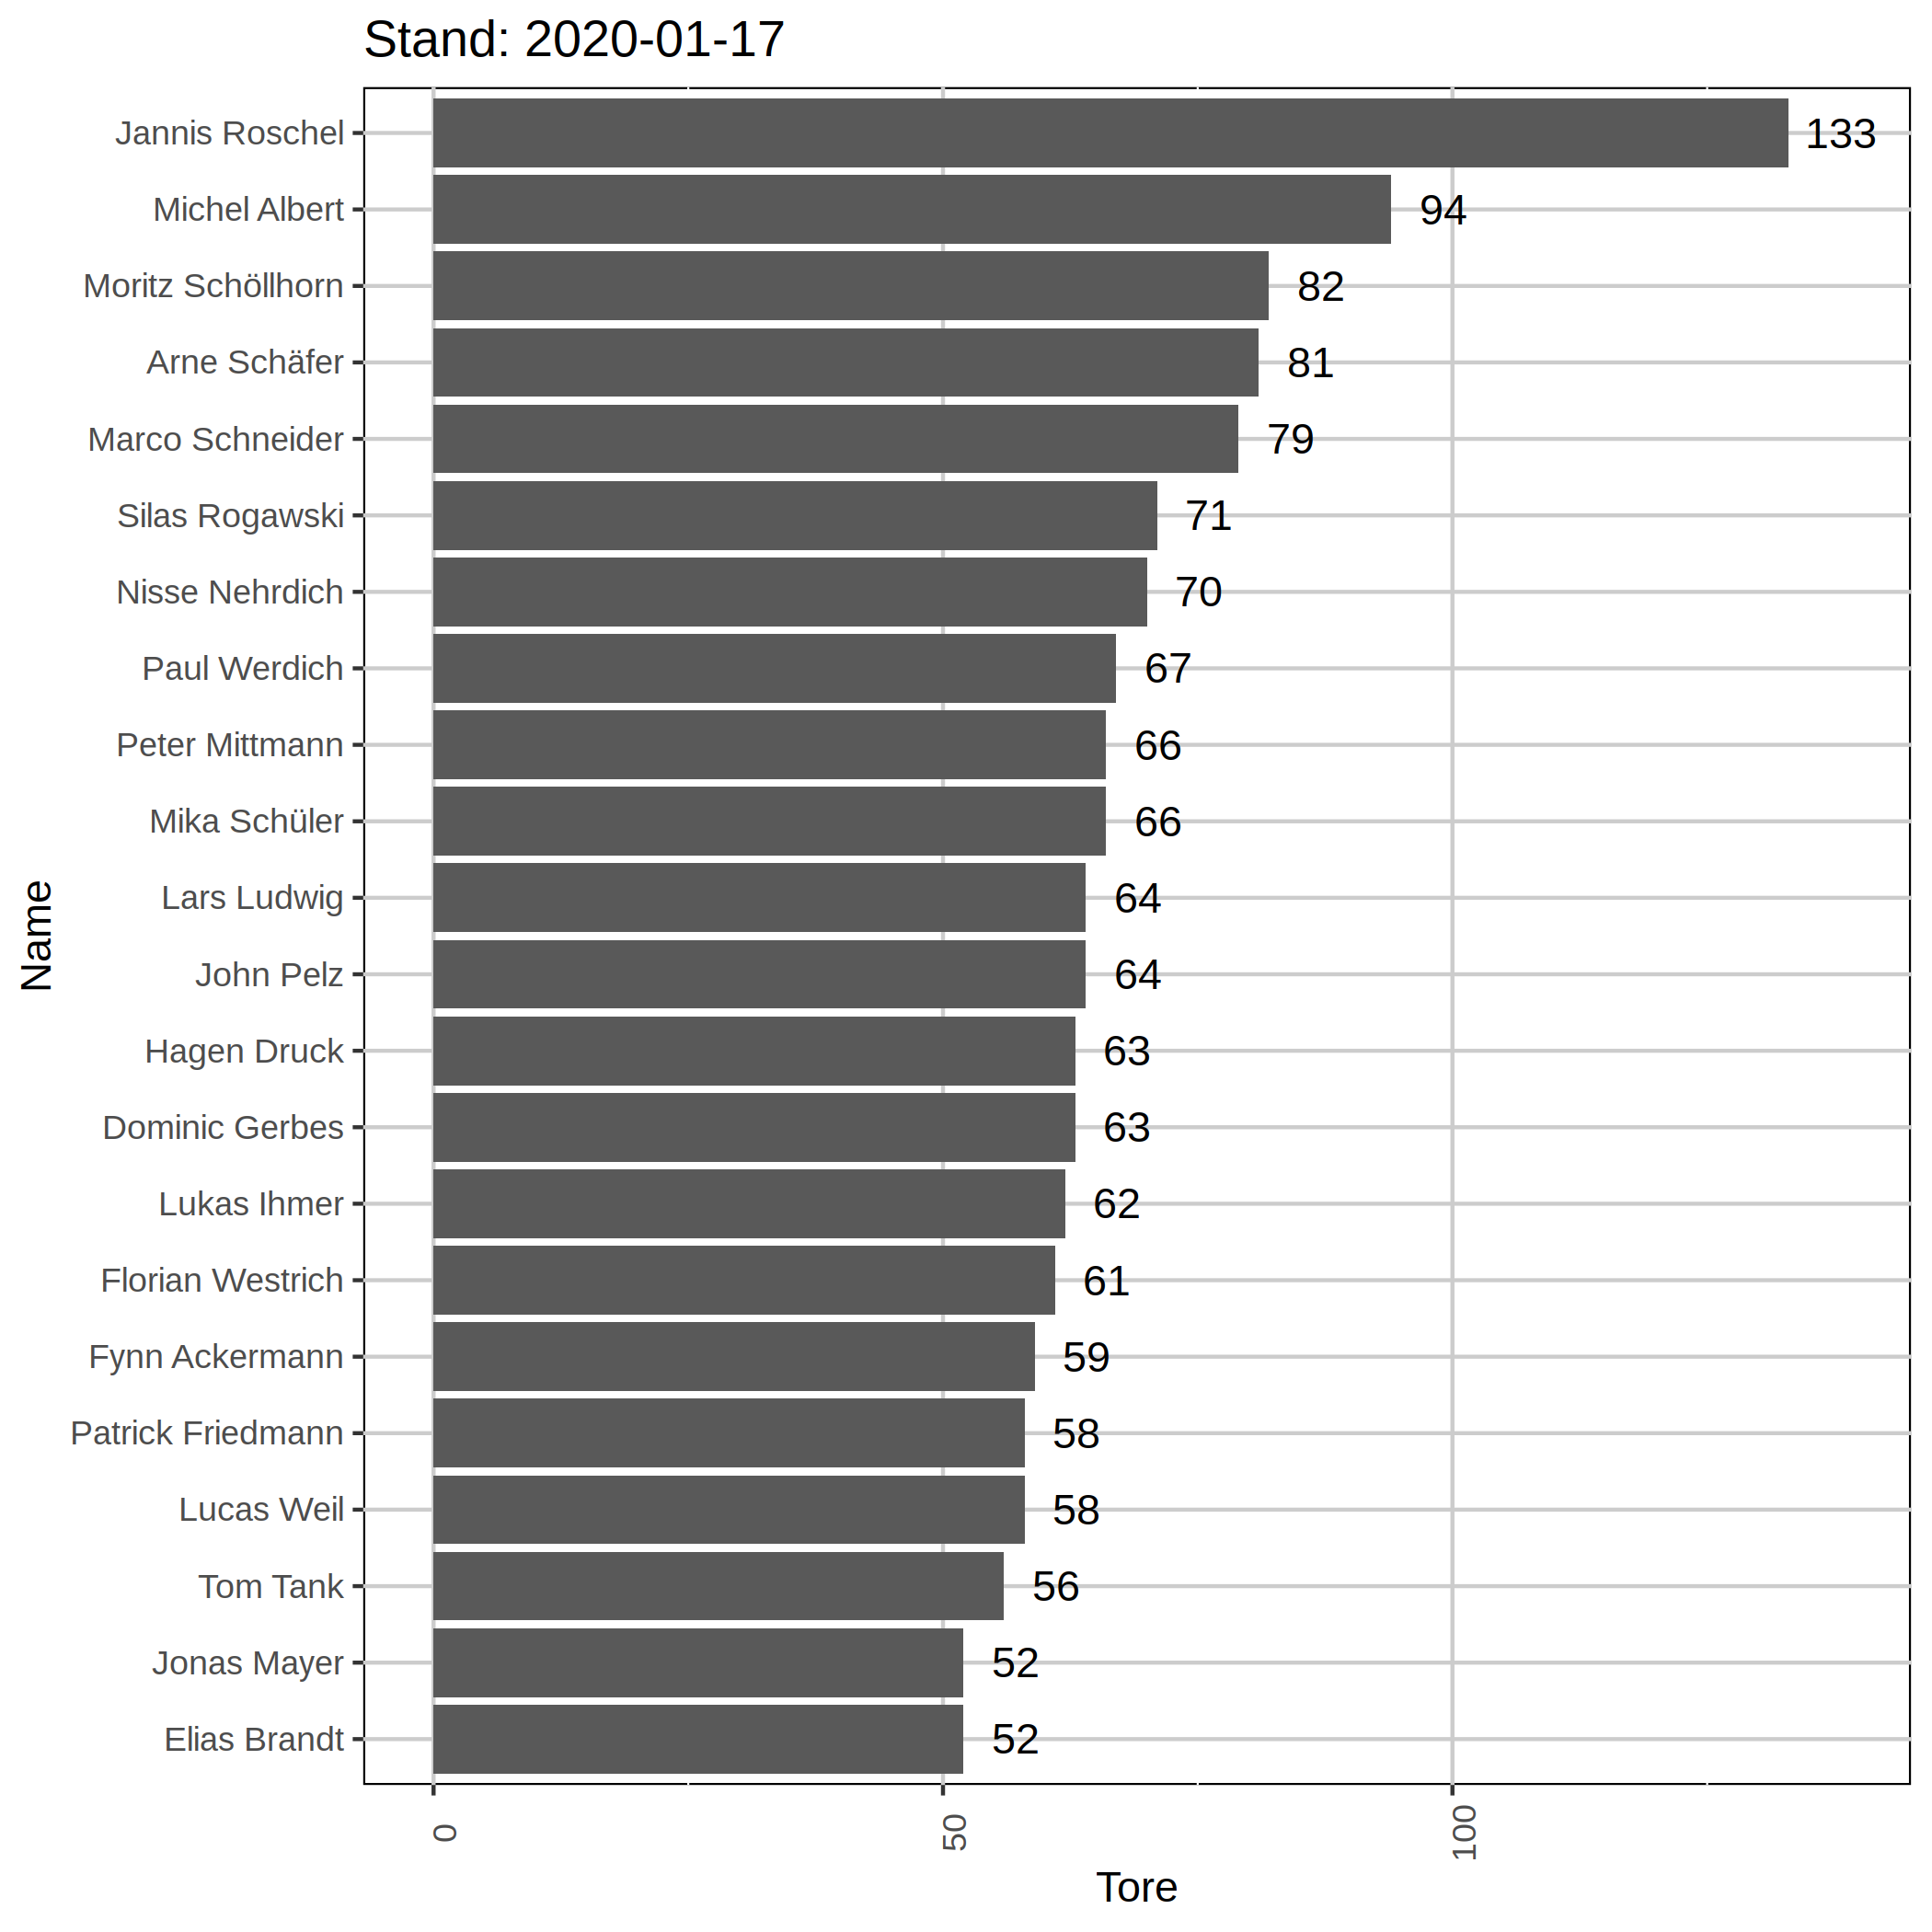 Stand: 2020-01-17
Name
Jannis Roschel 133
Michel Albert 94
Moritz Schöllhorn 82
Arne Schäfer 81
Marco Schneider 79
Silas Rogawski 71
Nisse Nehrdich 70
Paul Werdich 67
Peter Mittmann 66
Mika Schüler 66
Lars Ludwig 64
John Pelz 64
Hagen Druck 63
Dominic Gerbes 63
Lukas Ihmer 62
Florian Westrich 61
Fynn Ackermann 59
Patrick Friedmann 58
Lucas Weil 58
Tom Tank 56
Jonas Mayer 52
Elias Brandt 52
0 50 100
Tore